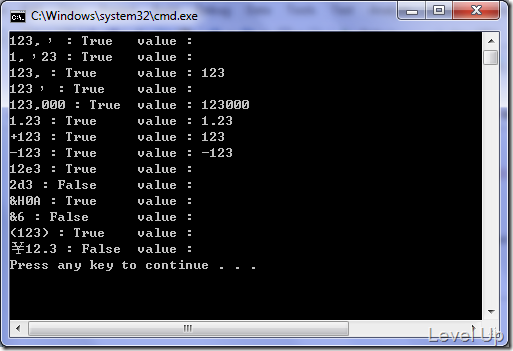 C:\Windows\system32\cmd.exe
123,， : True   value :
1,，23 : True   value :
123, : True     value : 123
123， : True    value :
123,000 : True  value : 123000
1.23 : True     value : 1.23
+123 : True     value : 123
-123 : True     value : -123
12e3 : True     value :
2d3 : False     value :
&H0A : True     value :
&6 : False      value :
(123) : True    value :
￥12.3 : False  value :
Press any key to continue . . .
Level Up